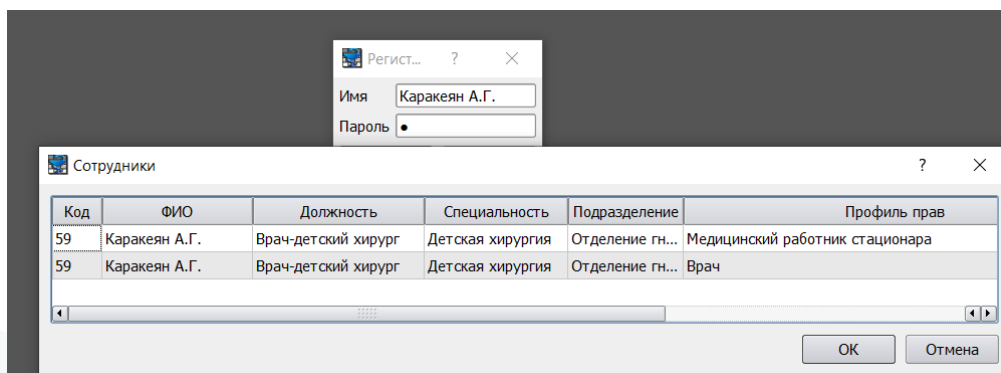 Регист... ?
Имя Каракеян А.Г.
Пароль ●
Сотрудники ?
Код ФИО Должность Специальность Подразделение Профиль прав
59 Каракеян А.Г. Врач-детский хирург Детская хирургия Отделение гн... Медицинский работник стационара
59 Каракеян А.Г. Врач-детский хирург Детская хирургия Отделение гн... Врач
ОК Отмена